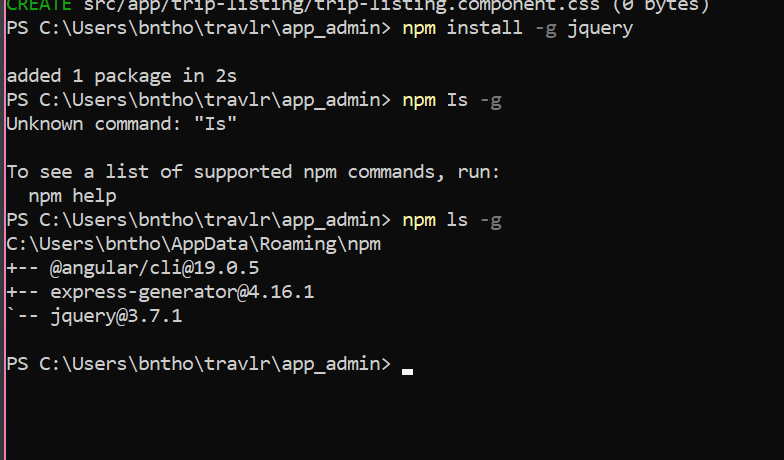 CREATE src/app/trip-listing/trip-listing.component.css (0 bytes)
PS C:\Users\bntho\travlr\app_admin> npm install -g jquery
added 1 package in 2s
PS C:\Users\bntho\travlr\app_admin> npm Is -g
Unknown command: "Is"
To see a list of supported npm commands, run:
  npm help
PS C:\Users\bntho\travlr\app_admin> npm ls -g
C:\Users\bntho\AppData\Roaming\npm
+-- @angular/cli@19.0.5
+-- express-generator@4.16.1
`-- jquery@3.7.1
PS C:\Users\bntho\travlr\app_admin>